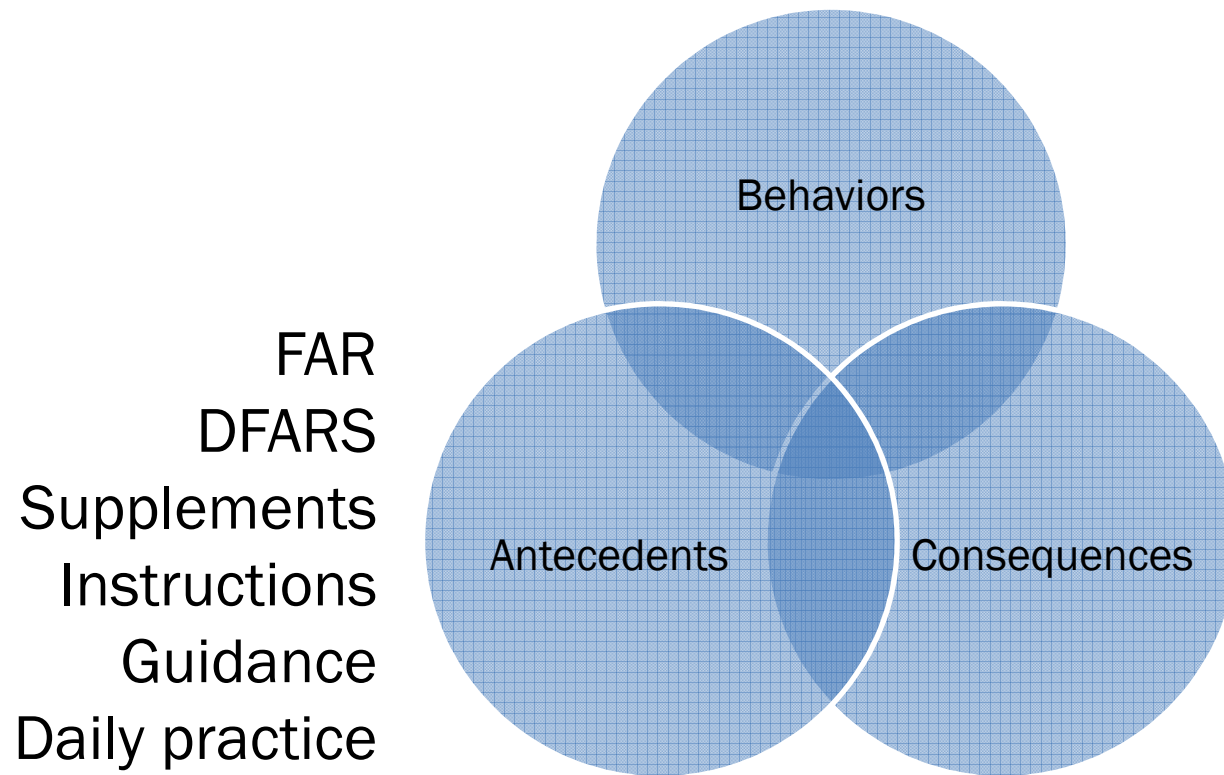 Behaviors
FAR
DFARS
Supplements
Instructions
Guidance
Daily practice
Antecedents
Consequences